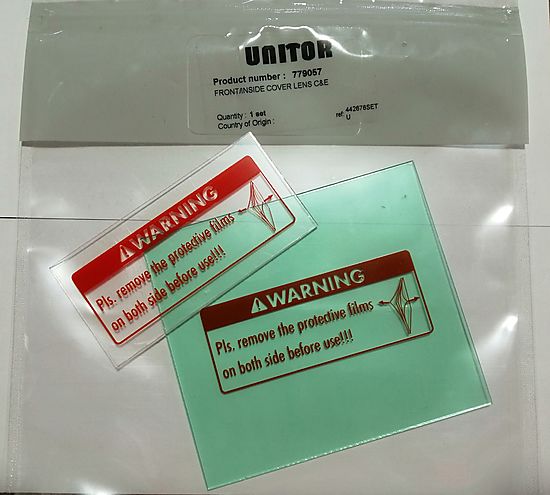 UNITOR
Product number : 779057
FRONT/INSIDE COVER LENS C&E
Quantity : 1 set
Country of Origin :
ref. 442676SET
U
WARNING
Pls. remove the protective films
on both side before use!!!
WARNING
Pls. remove the protective films
on both side before use!!!